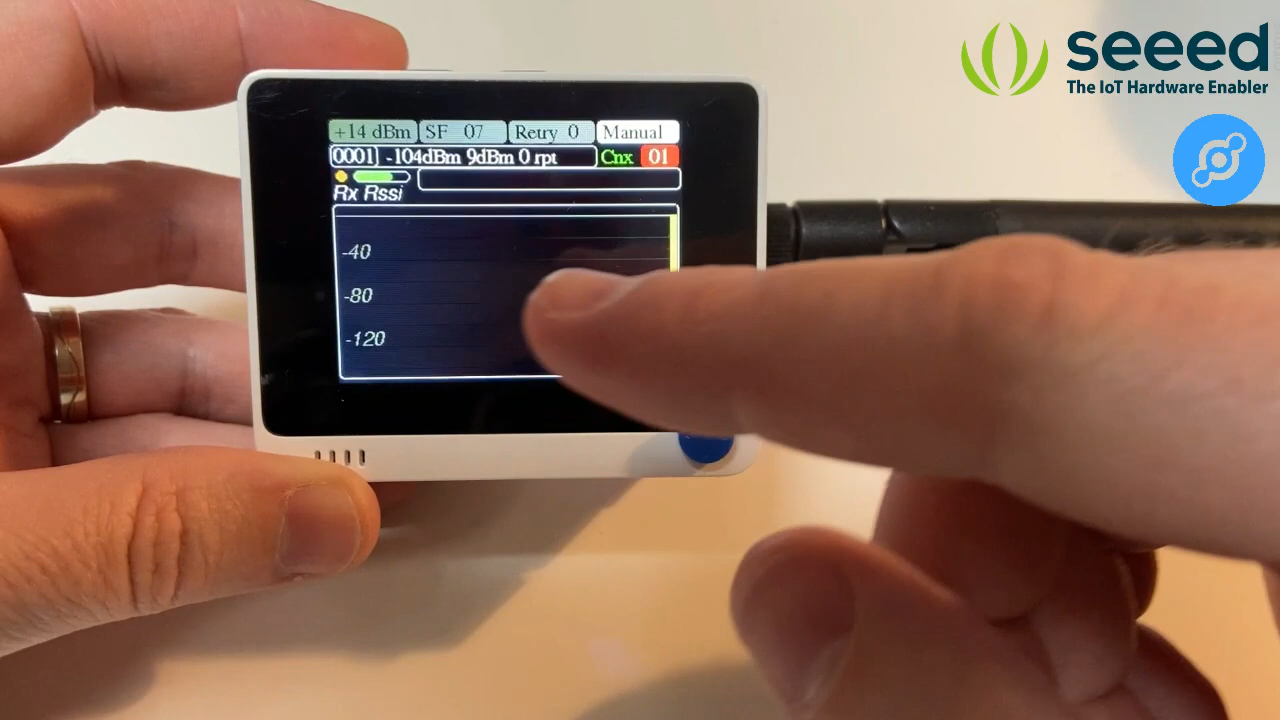 seeed
The IoT Hardware Enabler
+14 dBm SF 07 Retry 0 Manual
[0001] -104dBm 9dBm 0 rpt Cnx 01
Rx Rssi
-40
-80
-120